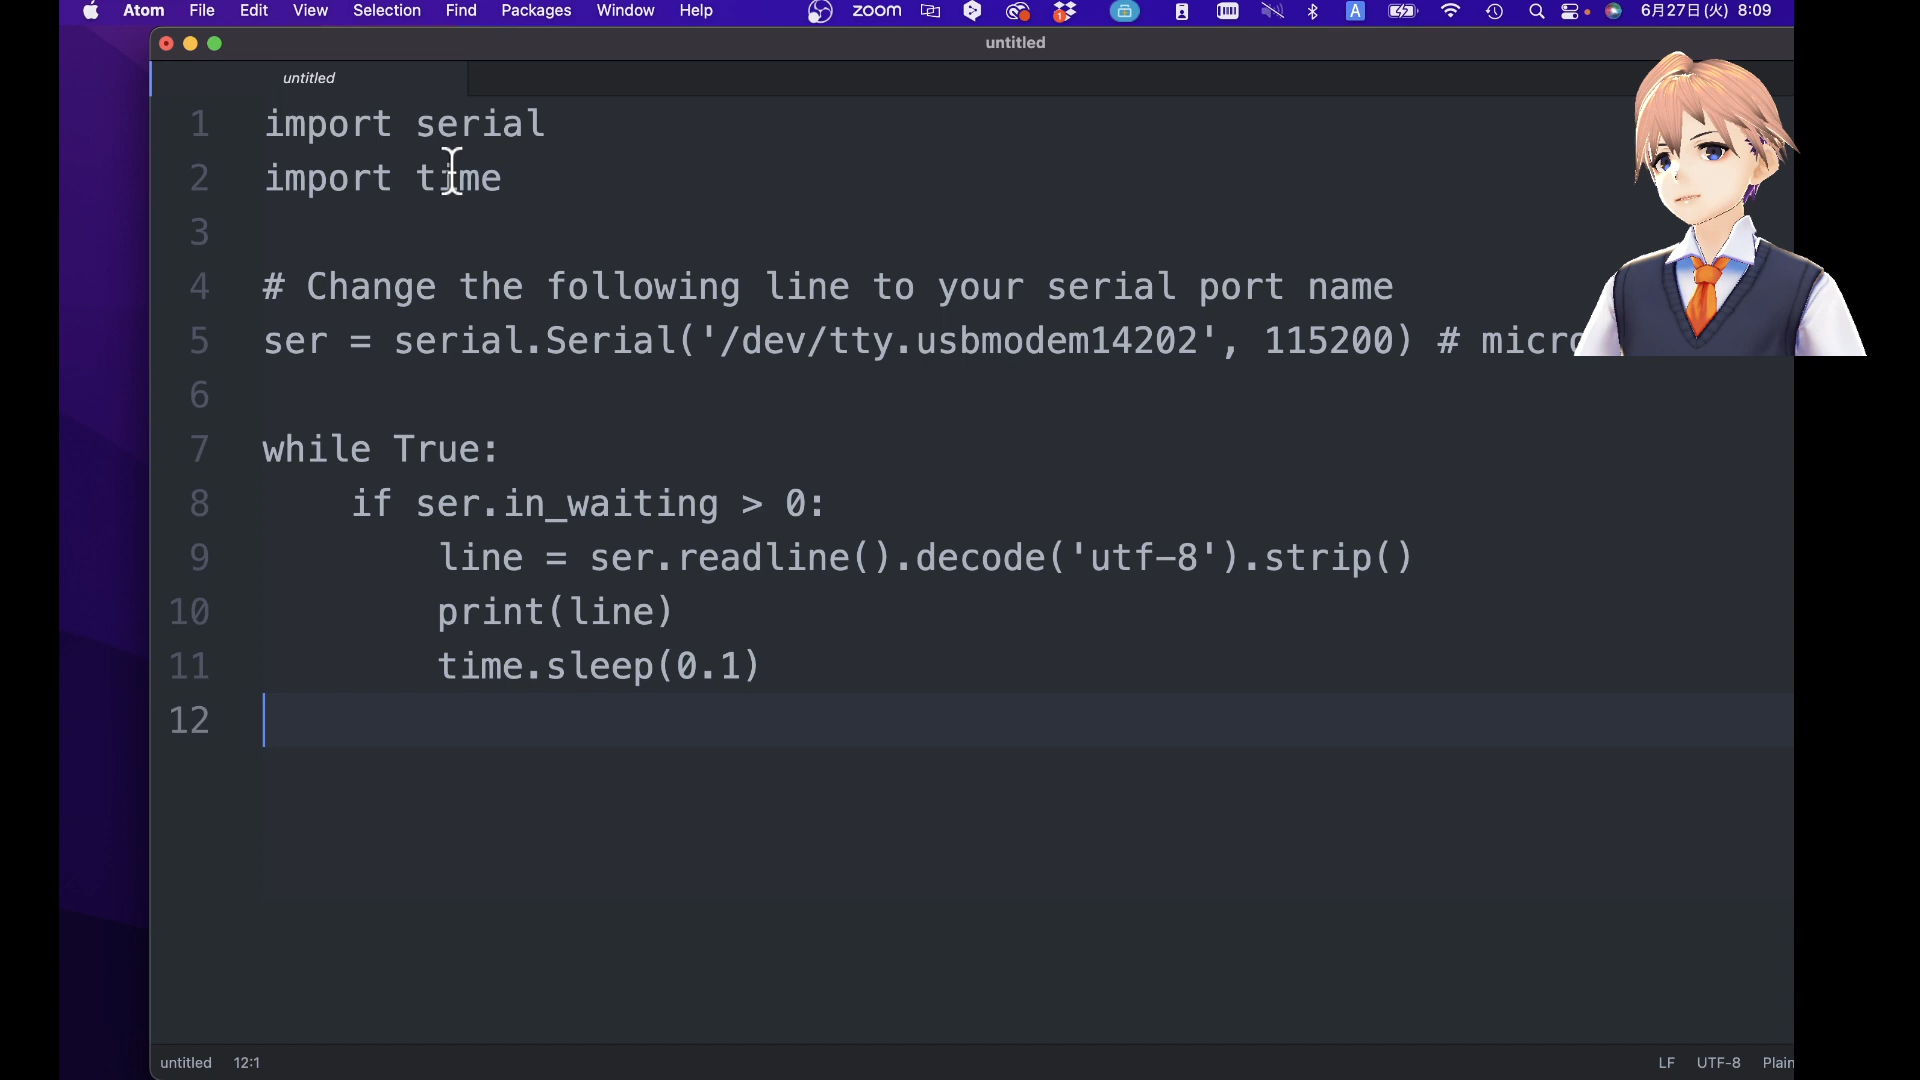 Atom File Edit View Selection Find Packages Window Help zoom 1 A 6月27日(火) 8:09
untitled
untitled
1 import serial
2 import time
3
4 # Change the following line to your serial port name
5 ser = serial.Serial('/dev/tty.usbmodem14202', 115200) # micro
6
7 while True:
8 if ser.in_waiting > 0:
9 line = ser.readline().decode('utf-8').strip()
10 print(line)
11 time.sleep(0.1)
12
untitled 12:1 LF UTF-8 Plain